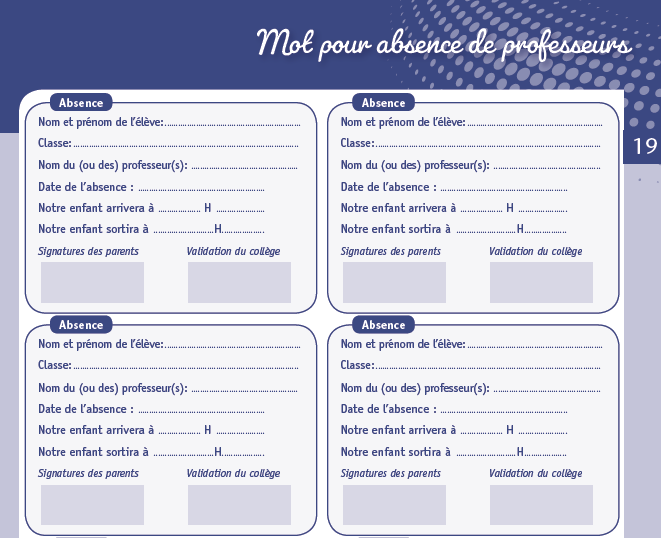 Mot pour absence de professeurs
19
Absence
Nom et prénom de l'élève:
Classe:
Nom du (ou des) professeur(s):
Date de l'absence :
Notre enfant arrivera à H
Notre enfant sortira à H
Signatures des parents Validation du collège
Absence
Nom et prénom de l'élève:
Classe:
Nom du (ou des) professeur(s):
Date de l'absence :
Notre enfant arrivera à H
Notre enfant sortira à H
Signatures des parents Validation du collège
Absence
Nom et prénom de l'élève:
Classe:
Nom du (ou des) professeur(s):
Date de l'absence :
Notre enfant arrivera à H
Notre enfant sortira à H
Signatures des parents Validation du collège
Absence
Nom et prénom de l'élève:
Classe:
Nom du (ou des) professeur(s):
Date de l'absence :
Notre enfant arrivera à H
Notre enfant sortira à H
Signatures des parents Validation du collège